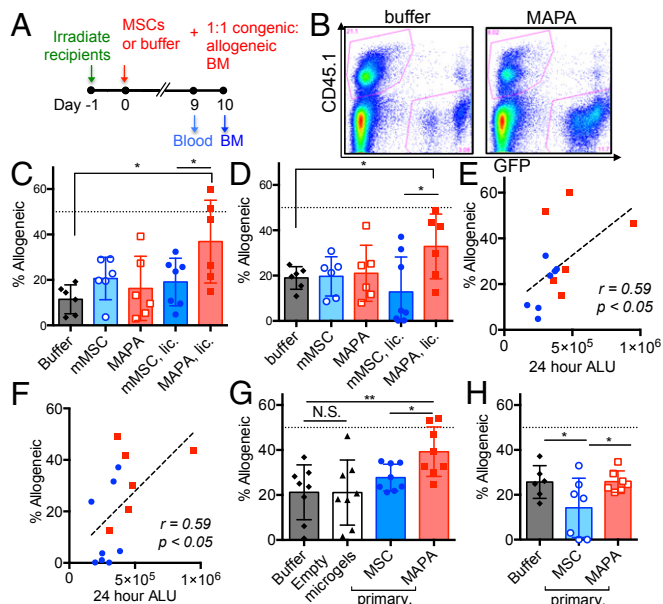 A
Irradiate
recipients
MSCs
or buffer
+
1:1 congenic:
allogeneic
BM
Day -1
0
9
10
Blood
BM
B
buffer
MAPA
CD45.1
GFP
C
% Allogeneic
60
40
20
0
*
*
Buffer
mMSC
MAPA
mMSC, lic.
MAPA, lic.
D
% Allogeneic
60
40
20
0
*
*
buffer
mMSC
MAPA
mMSC, lic.
MAPA, lic.
E
% Allogeneic
60
40
20
0
r = 0.59
p < 0.05
5×10⁵
1×10⁶
24 hour ALU
F
% Allogeneic
60
40
20
0
r = 0.59
p < 0.05
0
5×10⁵
1×10⁶
24 hour ALU
G
% Allogeneic
60
40
20
0
**
N.S.
*
Buffer
Empty
microgels
MSC
MAPA
primary.
H
% Allogeneic
60
40
20
0
*
*
Buffer
MSC
MAPA
primary.